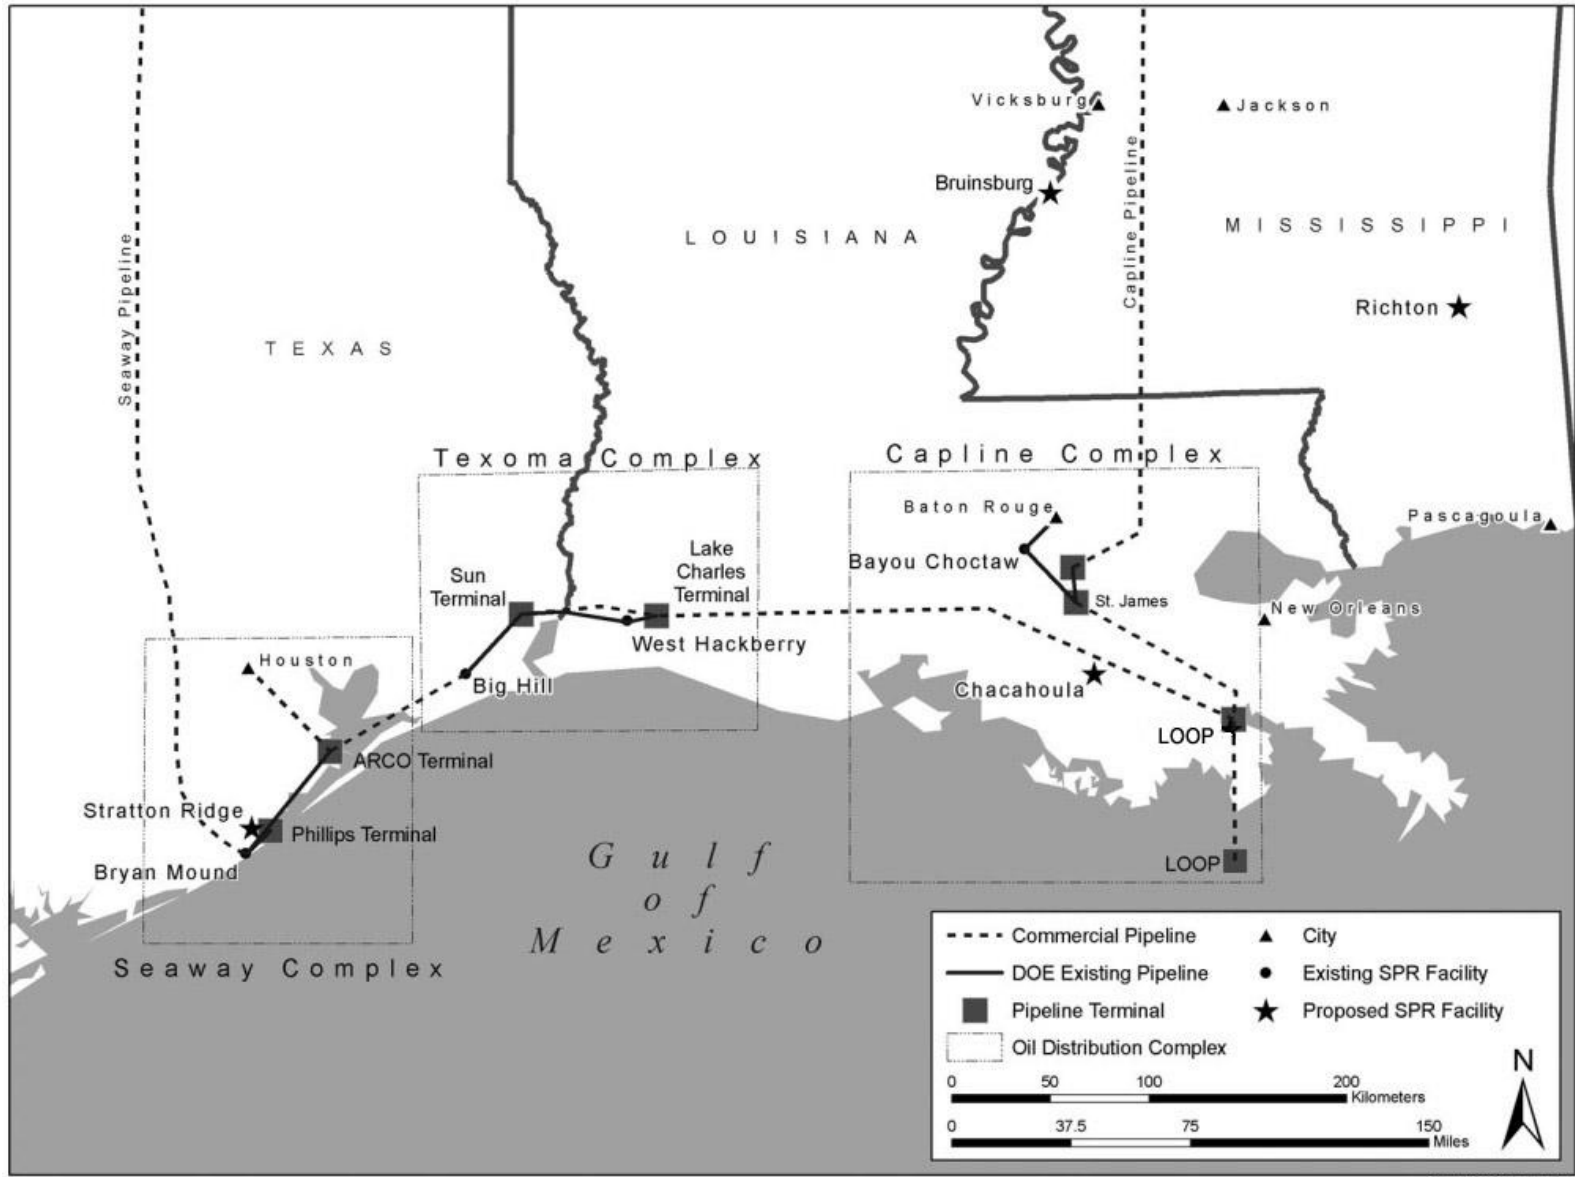 Vicksburg
Jackson
Bruinsburg
Capline Pipeline
LOUISIANA
MISSISSIPPI
Seaway Pipeline
Richton
TEXAS
Texoma Complex
Capline Complex
Baton Rouge
Pascagoula
Bayou Choctaw
Lake
Charles
Terminal
Sun
Terminal
St. James
New Orleans
West Hackberry
Houston
Big Hill
Chacahoula
LOOP
ARCO Terminal
Stratton Ridge
Phillips Terminal
Bryan Mound
LOOP
Gulf
of
Mexico
Seaway Complex
Commercial Pipeline
City
DOE Existing Pipeline
Existing SPR Facility
Pipeline Terminal
Proposed SPR Facility
Oil Distribution Complex
N
0 50 100 200
Kilometers
0 37.5 75 150
Miles